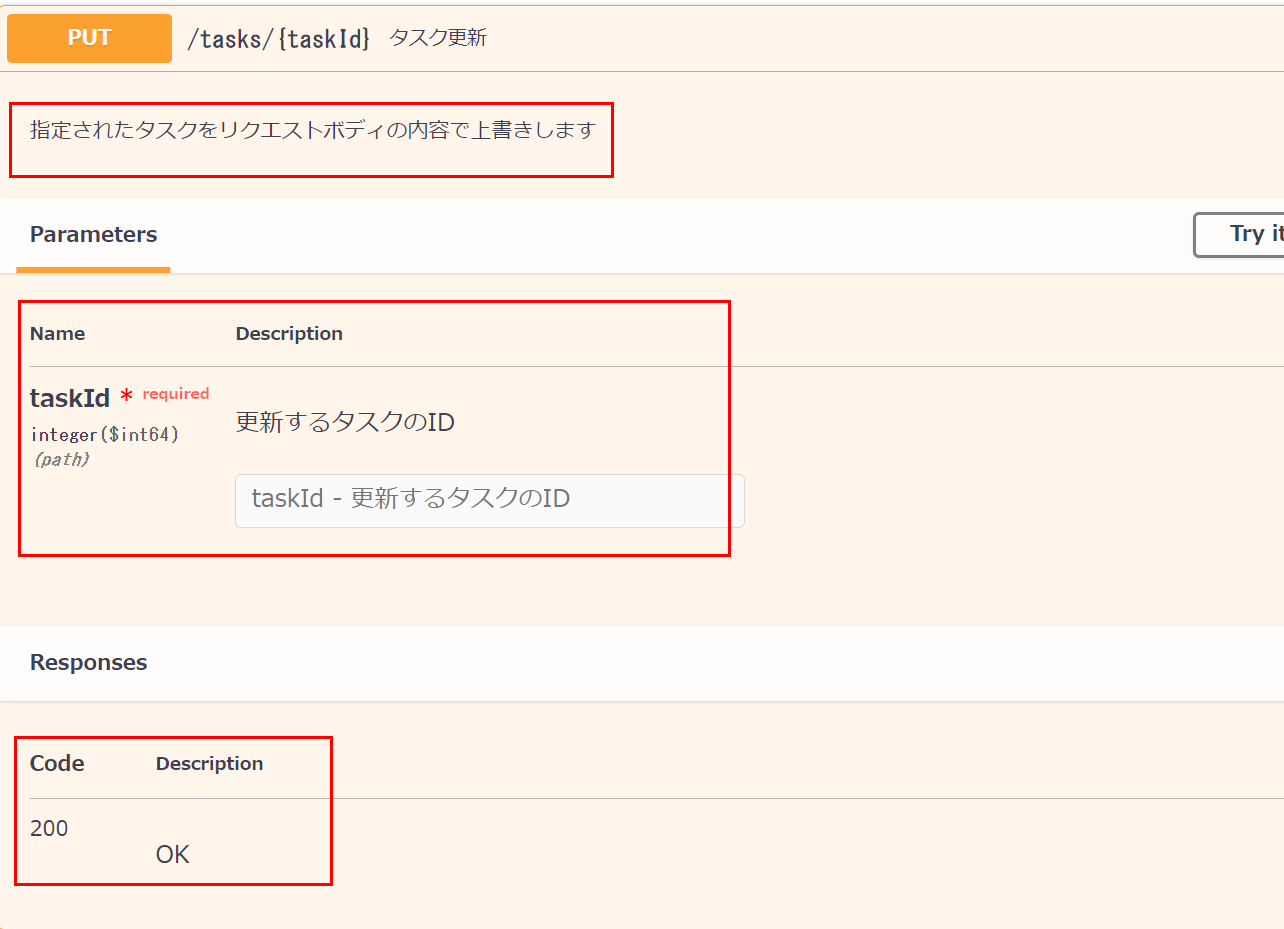 PUT /tasks/{taskId} タスク更新
指定されたタスクをリクエストボディの内容で上書きします
Parameters
Try it
Name Description
taskId * required
integer($int64)
(path)
更新するタスクのID
taskId - 更新するタスクのID
Responses
Code Description
200
OK